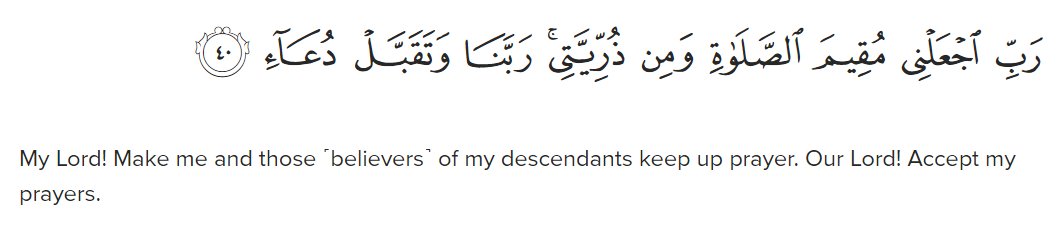 رَبِّ ٱجْعَلْنِى مُقِيمَ ٱلصَّلَوٰةِ وَمِن ذُرِّيَّتِى ۚ رَبَّنَا وَتَقَبَّلْ دُعَآءِ ٤٠
My Lord! Make me and those ˹believers˺ of my descendants keep up prayer. Our Lord! Accept my
prayers.